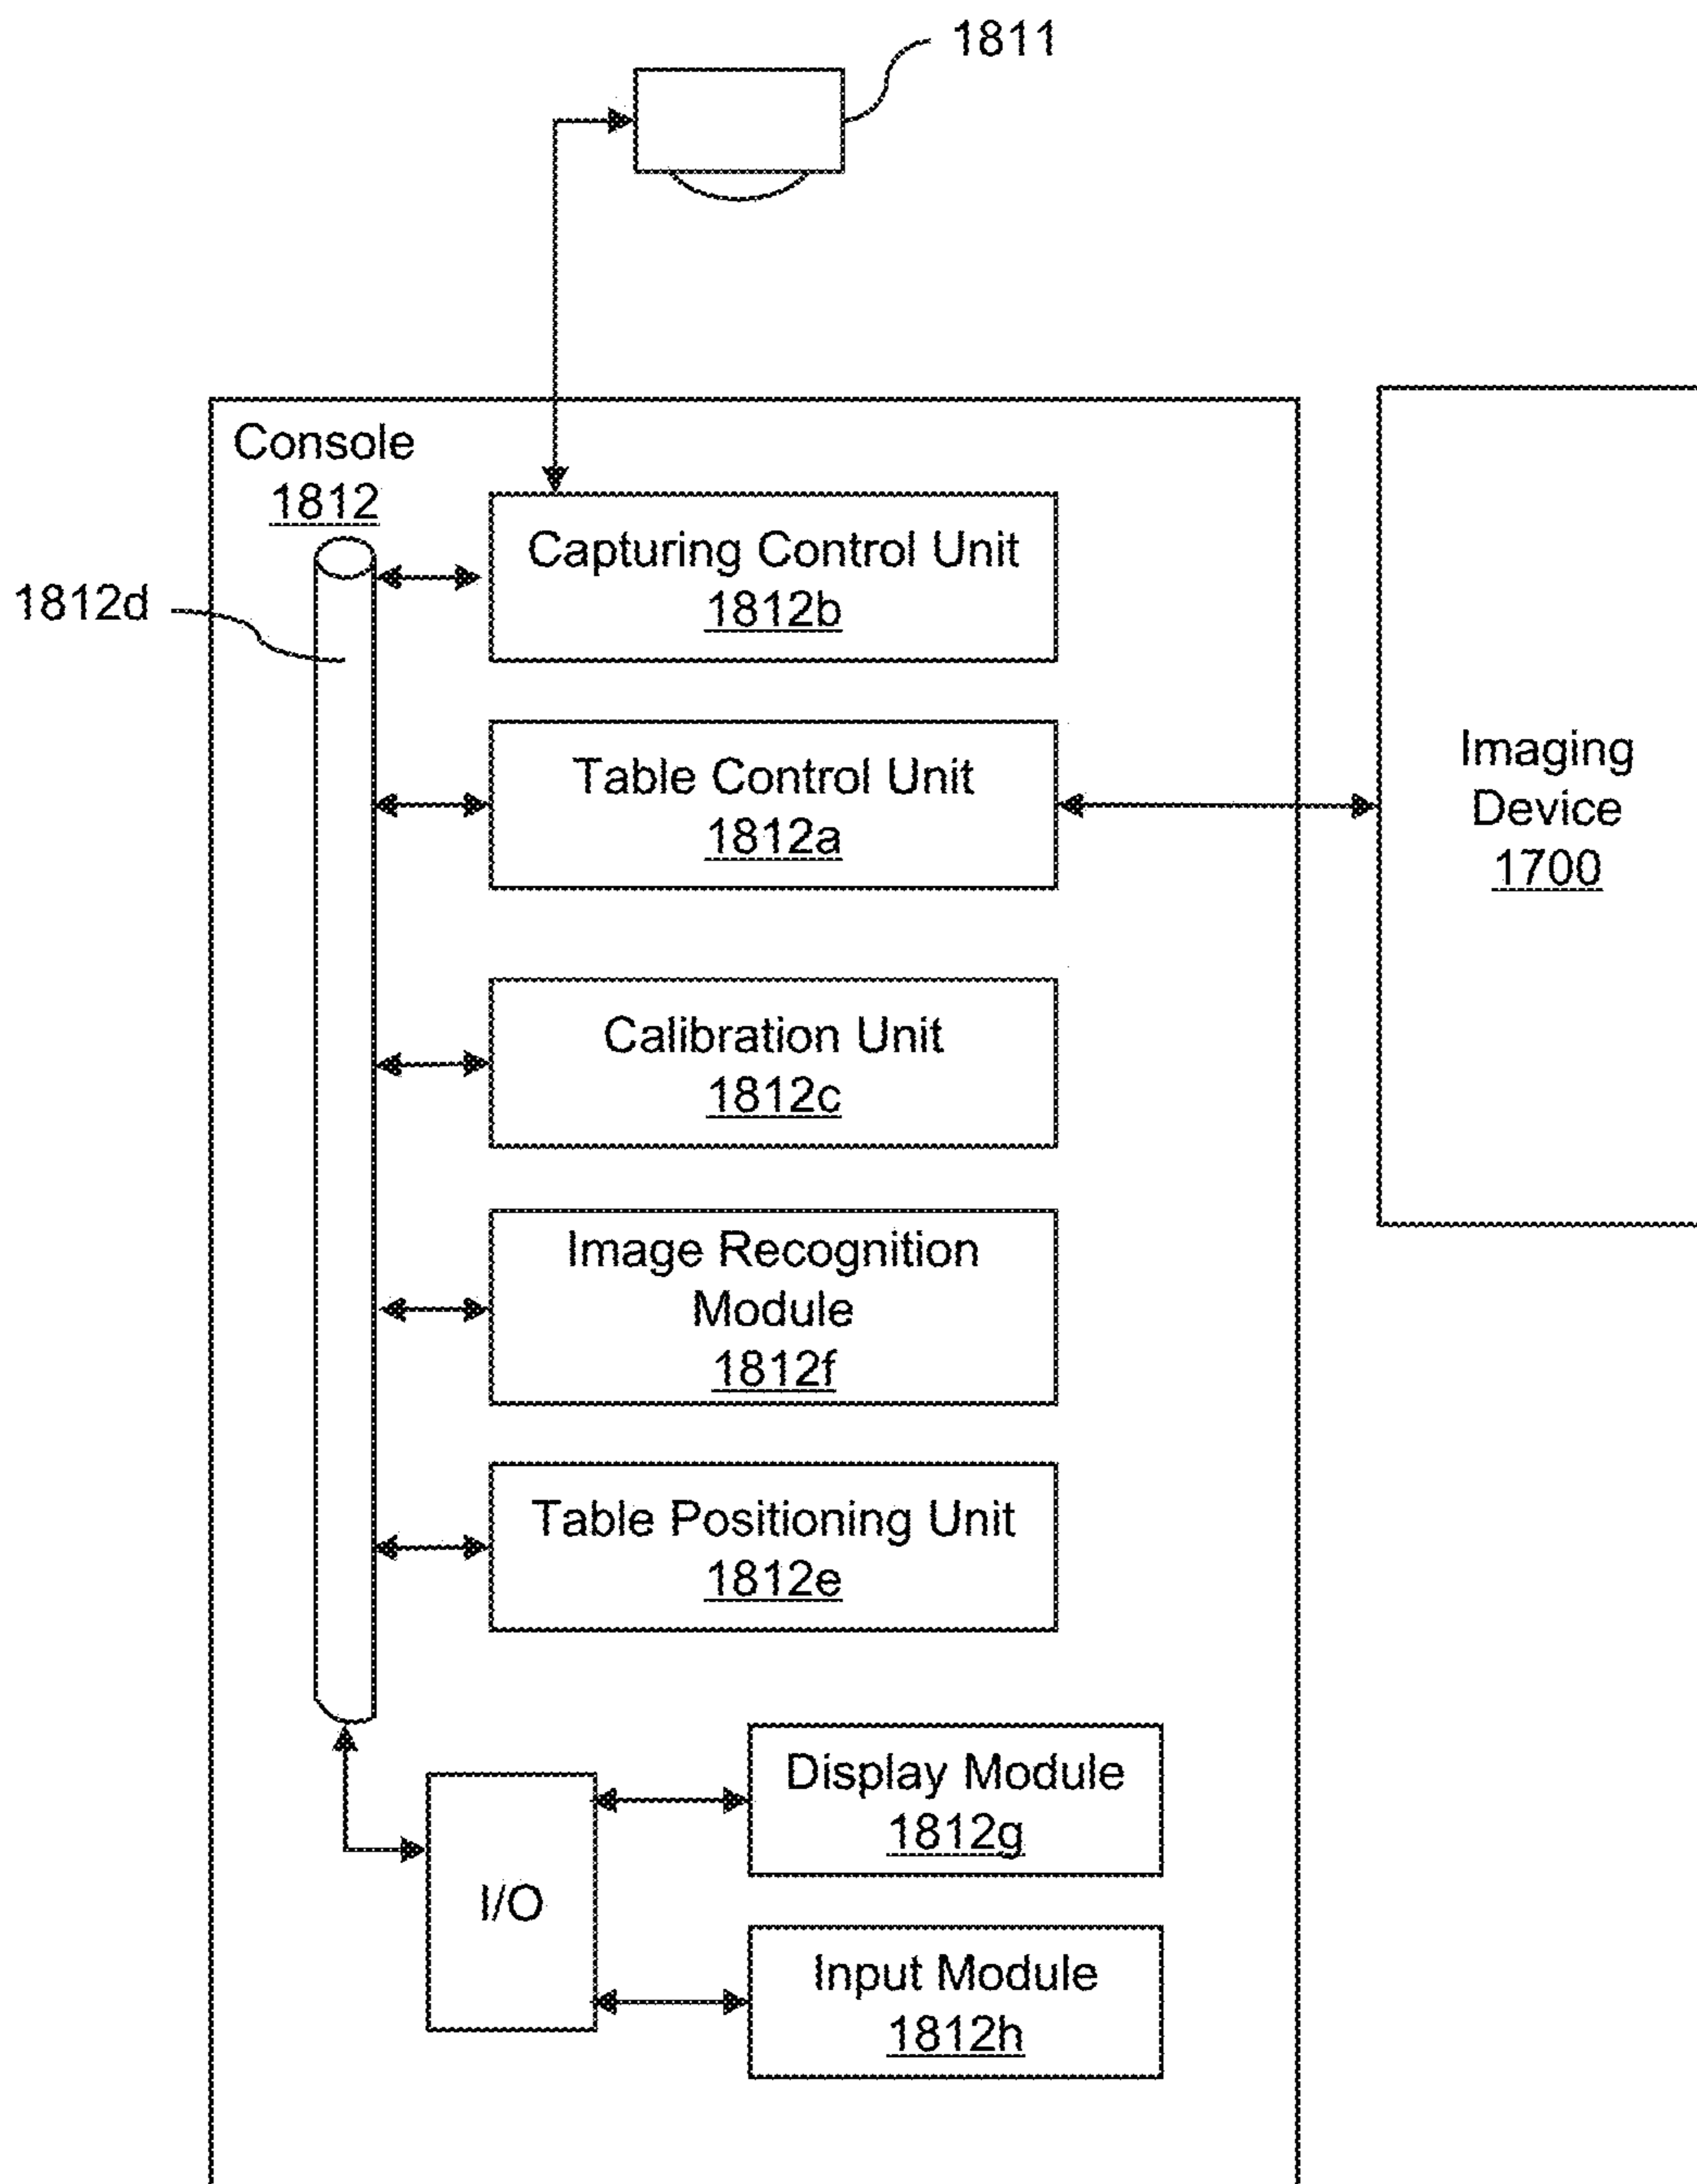 1811
Console
1812
1812d
Capturing Control Unit
1812b
Table Control Unit
1812a
Imaging
Device
1700
Calibration Unit
1812c
Image Recognition
Module
1812f
Table Positioning Unit
1812e
Display Module
1812g
I/O
Input Module
1812h